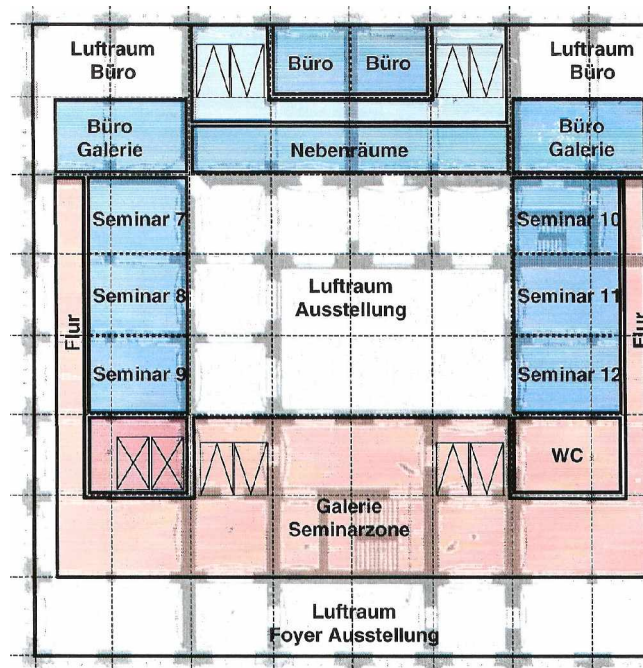 Luftraum
Büro
Büro
Büro
Luftraum
Büro
Büro
Galerie
Nebenräume
Büro
Galerie
Seminar 7
Seminar 10
Flur
Seminar 8
Luftraum
Ausstellung
Seminar 11
Flur
Seminar 9
Seminar 12
WC
Galerie
Seminarzone
Luftraum
Foyer Ausstellung